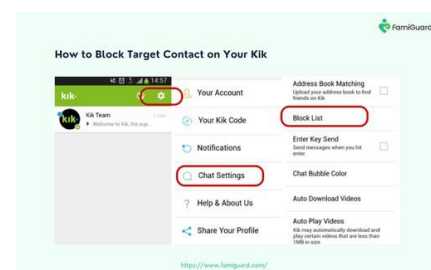 FamiGuard
How to Block Target Contact on Your Kik
14:57
kik·
Kik Team
Welcome to Kik, the sup...
kik·
Your Account
Your Kik Code
Notifications
Chat Settings
Help & About Us
Share Your Profile
Address Book Matching
Upload your address book to find
friends on Kik
Block List
Enter Key Send
Send messages when you hit
enter
Chat Bubble Color
Auto Download Videos
Auto Play Videos
Kik may automatically download and
play certain videos that are less than
1MB in size
https://www.famiguard.com/